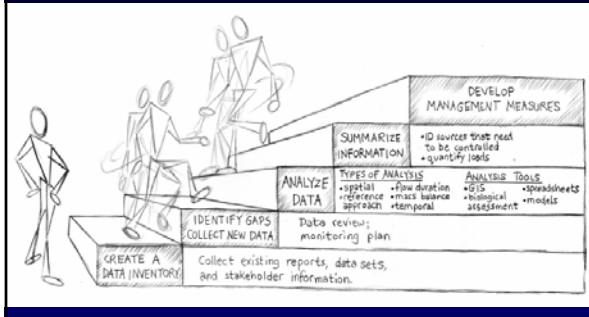 DEVELOP
MANAGEMENT MEASURES
SUMMARIZE
INFORMATION
•ID sources that need
to be controlled
•quantify loads
ANALYZE
DATA
TYPES OF ANALYSIS
•spatial •flow duration
•reference •mass balance
approach •temporal
ANALYSIS TOOLS
•GIS •spreadsheets
•biological •models
assessment
IDENTIFY GAPS
COLLECT NEW DATA
Data review;
monitoring plan
CREATE A
DATA INVENTORY
Collect existing reports, data sets,
and stakeholder information.